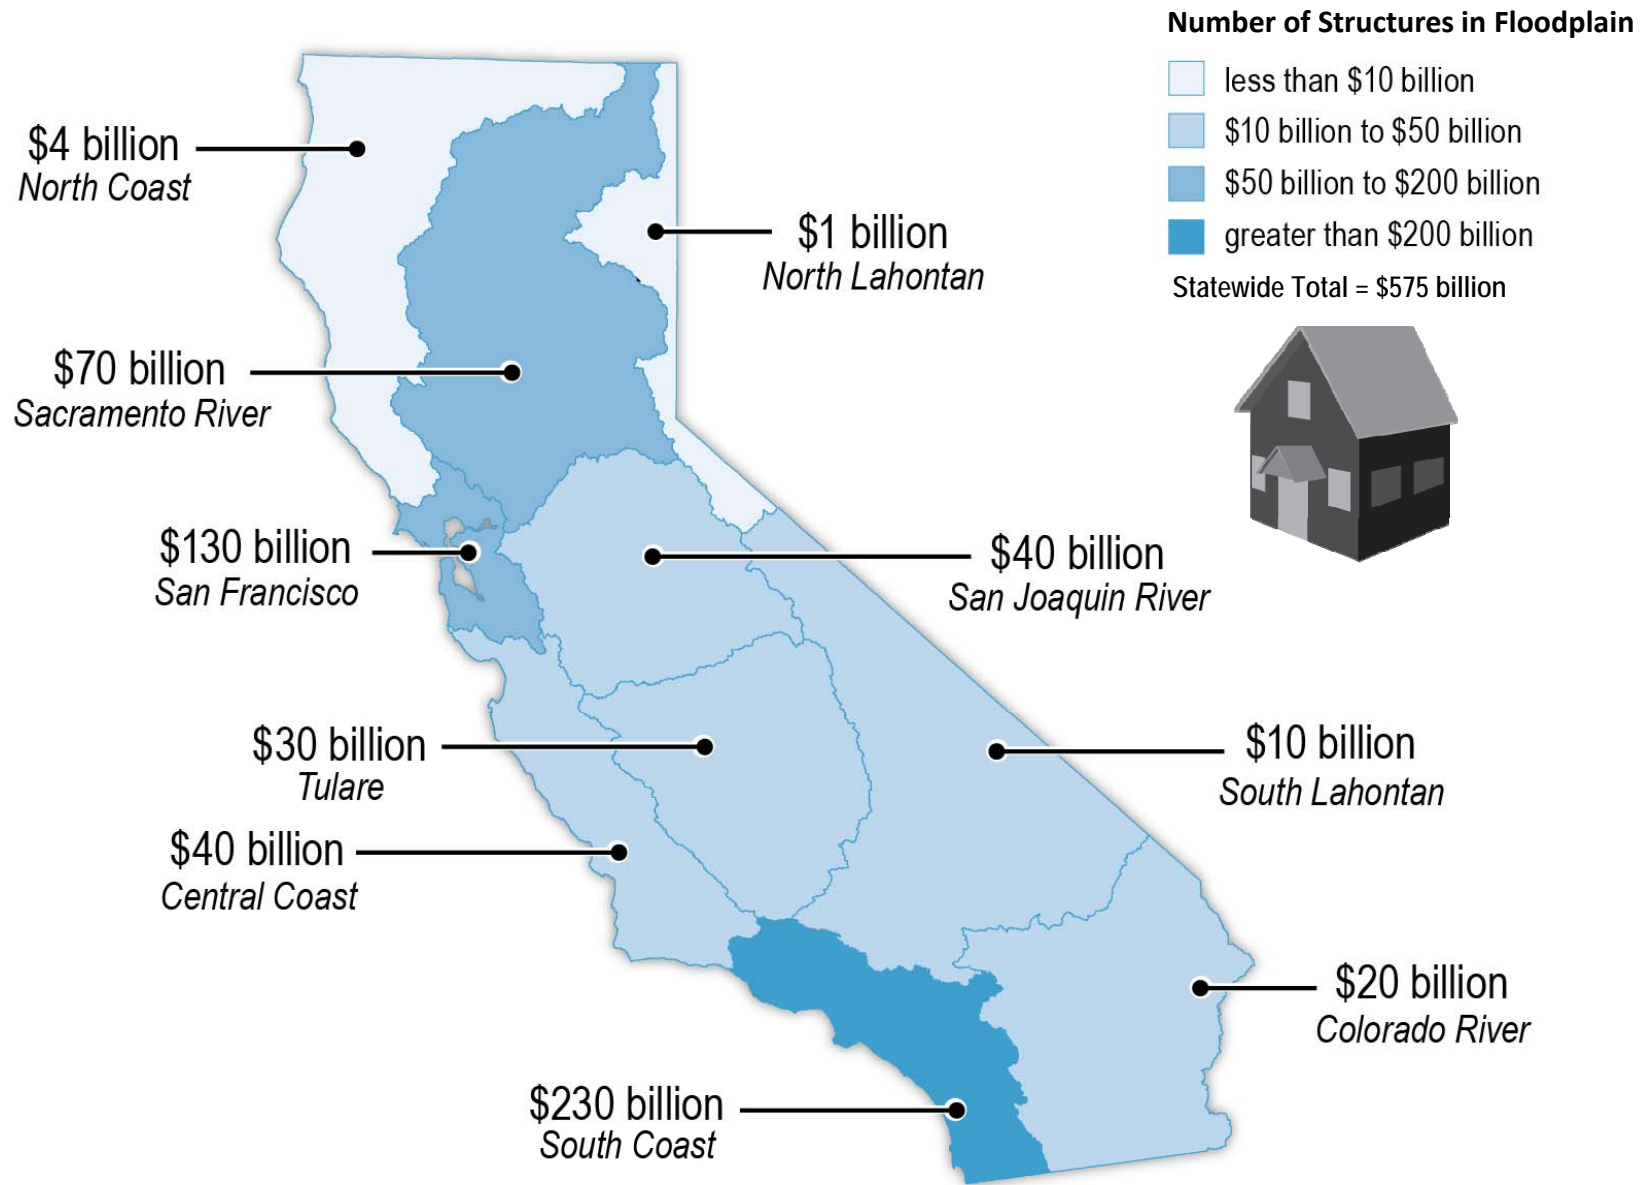 Number of Structures in Floodplain
less than $10 billion
$10 billion to $50 billion
$50 billion to $200 billion
greater than $200 billion
Statewide Total = $575 billion
$4 billion
North Coast
$1 billion
North Lahontan
$70 billion
Sacramento River
$130 billion
San Francisco
$40 billion
San Joaquin River
$30 billion
Tulare
$10 billion
South Lahontan
$40 billion
Central Coast
$20 billion
Colorado River
$230 billion
South Coast